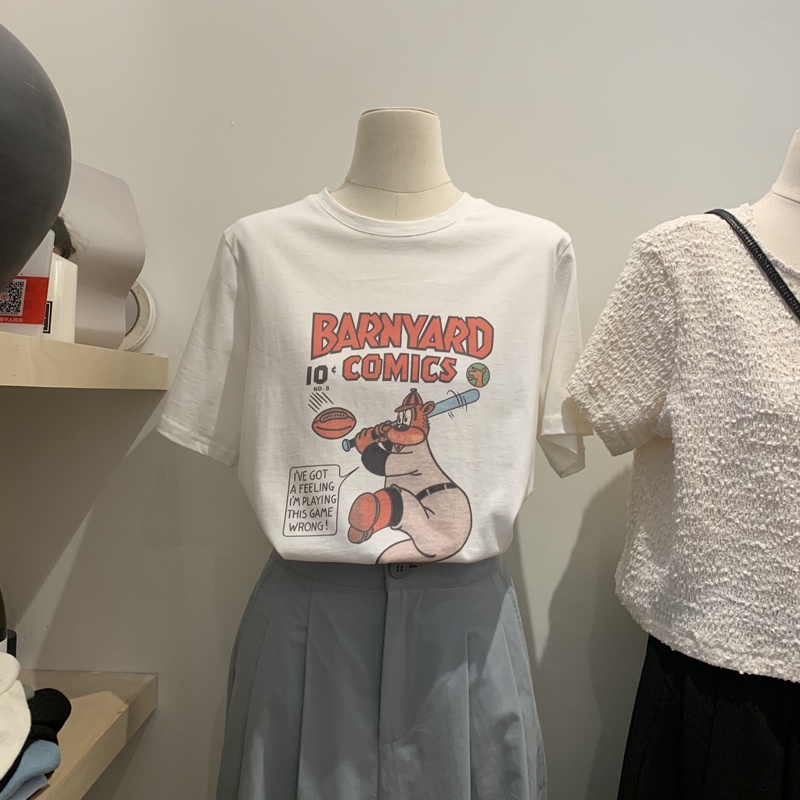 BARNYARD
COMICS
10¢
NO. 8
I'VE GOT
A FEELING
I'M PLAYING
THIS GAME
WRONG!